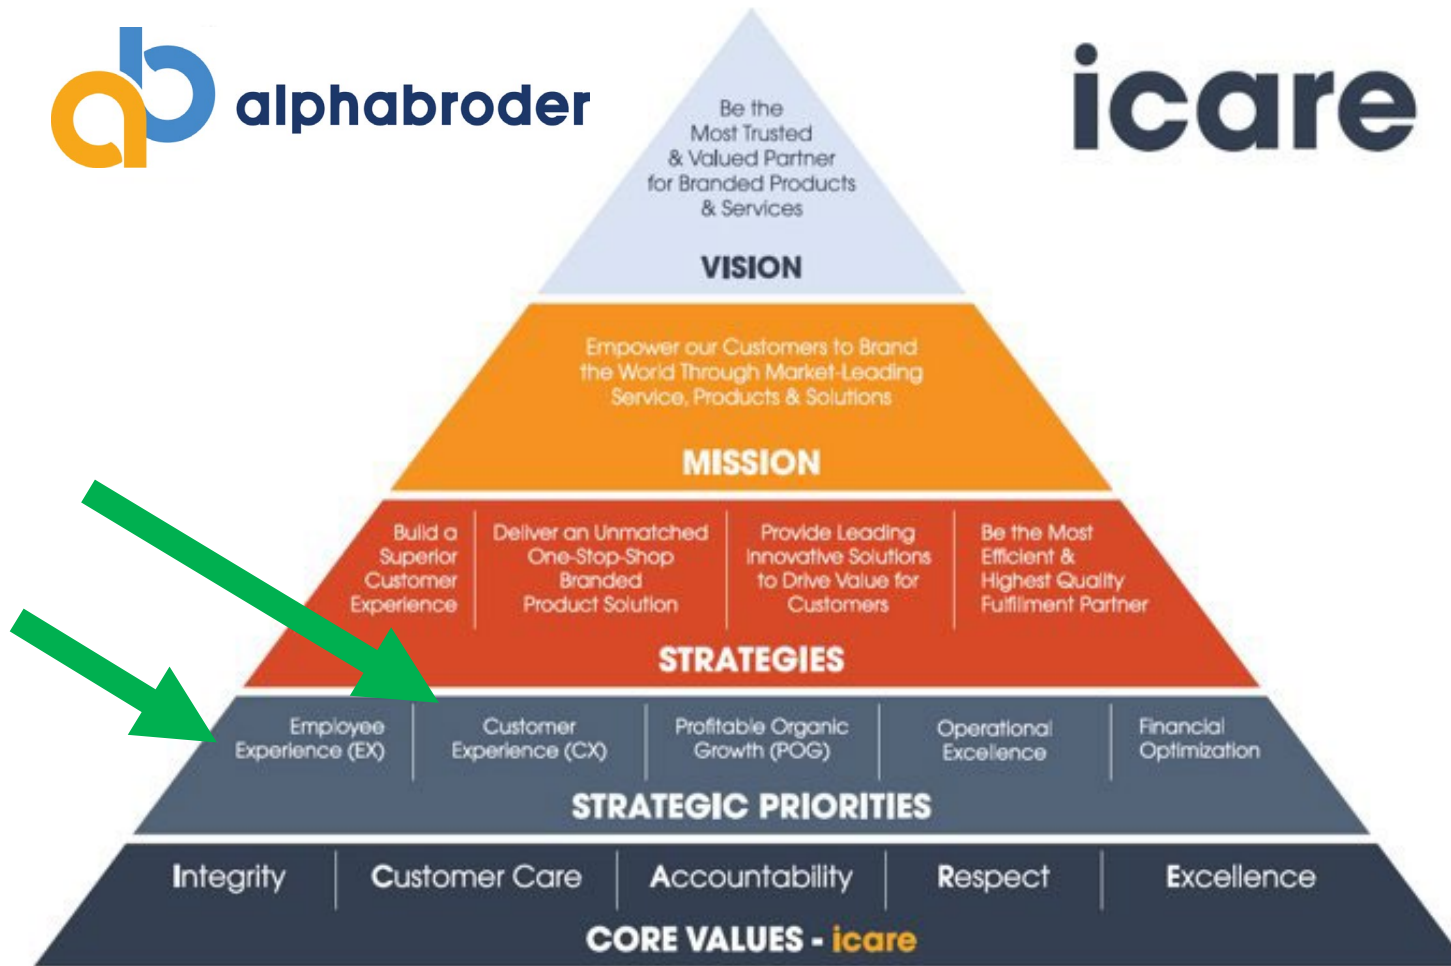 ab alphabroder
icare
Be the
Most Trusted
& Valued Partner
for Branded Products
& Services
VISION
Empower our Customers to Brand
the World Through Market-Leading
Service, Products & Solutions
MISSION
Build a
Superior
Customer
Experience
Deliver an Unmatched
One-Stop-Shop
Branded
Product Solution
Provide Leading
Innovative Solutions
to Drive Value for
Customers
Be the Most
Efficient &
Highest Quality
Fulfillment Partner
STRATEGIES
Employee
Experience (EX)
Customer
Experience (CX)
Profitable Organic
Growth (POG)
Operational
Excellence
Financial
Optimization
STRATEGIC PRIORITIES
Integrity
Customer Care
Accountability
Respect
Excellence
CORE VALUES - icare